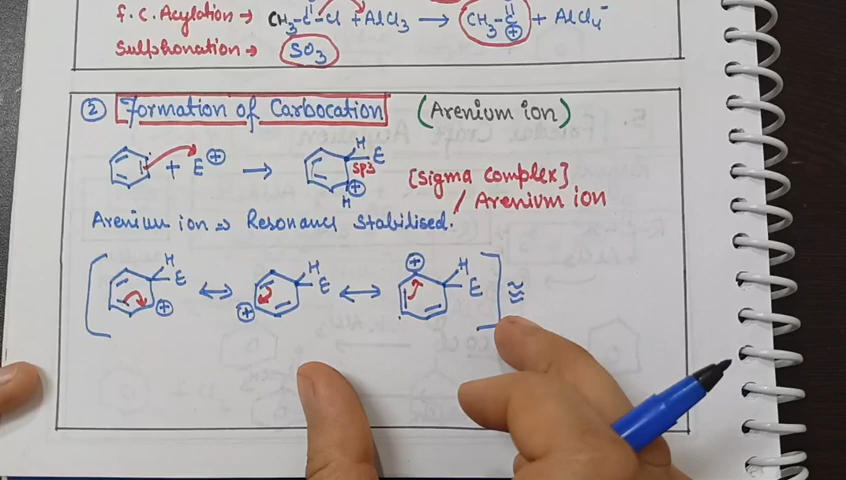 F.C. Acylation → CH₃-C-Cl + AlCl₃ → CH₃-C ⊕ + AlCl₄⁻
Sulphonation → SO₃
② Formation of Carbocation (Arenium ion)
+ E⊕ → H E sp3 ⊕ H [Sigma complex]
/ Arenium ion
Arenium ion ⇒ Resonance stabilised.
[ H E ⊕ ↔ ⊕ H E ↔ ⊕ H E ] ≈